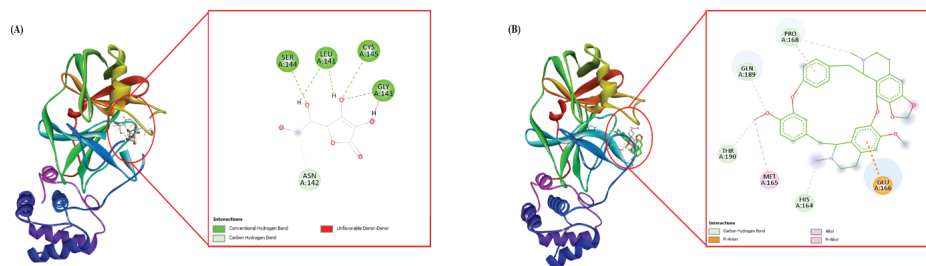 (A)
SER
A:144
LEU
A:141
CYS
A:145
GLY
A:143
H
H
H
O
O
ASN
A:142
Interactions
Conventional Hydrogen Bond
Carbon Hydrogen Bond
Unfavorable Donor-Donor
(B)
PRO
A:168
GLN
A:189
THR
A:190
MET
A:165
HIS
A:164
GLU
A:166
Interactions
Carbon Hydrogen Bond
Pi-Anion
Alkyl
Pi-Alkyl